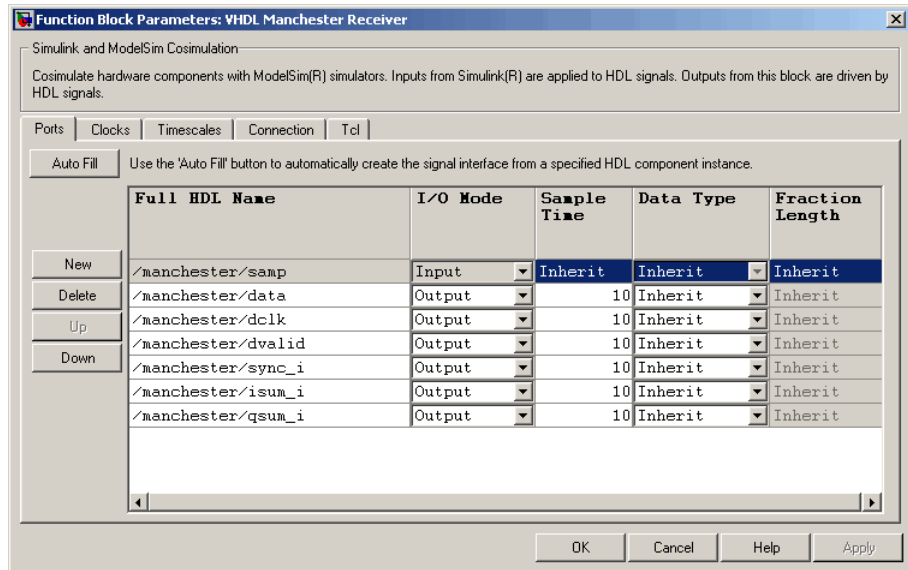 Function Block Parameters: VHDL Manchester Receiver
Simulink and ModelSim Cosimulation
Cosimulate hardware components with ModelSim(R) simulators. Inputs from Simulink(R) are applied to HDL signals. Outputs from this block are driven by
HDL signals.
Ports Clocks Timescales Connection Tcl
Auto Fill Use the 'Auto Fill' button to automatically create the signal interface from a specified HDL component instance.
Full HDL Name I/O Mode Sample Time Data Type Fraction Length
New /manchester/samp Input Inherit Inherit Inherit
Delete /manchester/data Output 10 Inherit Inherit
Up /manchester/dclk Output 10 Inherit Inherit
/manchester/dvalid Output 10 Inherit Inherit
Down /manchester/sync_i Output 10 Inherit Inherit
/manchester/isum_i Output 10 Inherit Inherit
/manchester/qsum_i Output 10 Inherit Inherit
OK Cancel Help Apply